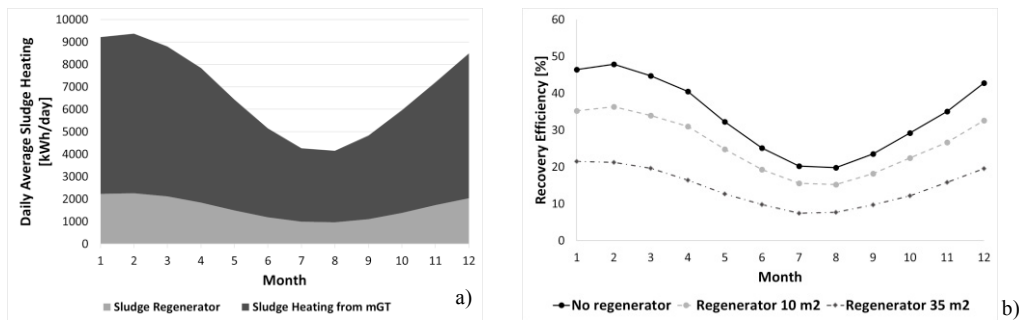 Daily Average Sludge Heating
[kWh/day]
10000
9000
8000
7000
6000
5000
4000
3000
2000
1000
0
1 2 3 4 5 6 7 8 9 10 11 12
Month
Sludge Regenerator Sludge Heating from mGT
a)
Recovery Efficiency [%]
60
50
40
30
20
10
0
1 2 3 4 5 6 7 8 9 10 11 12
Month
No regenerator Regenerator 10 m2 Regenerator 35 m2
b)